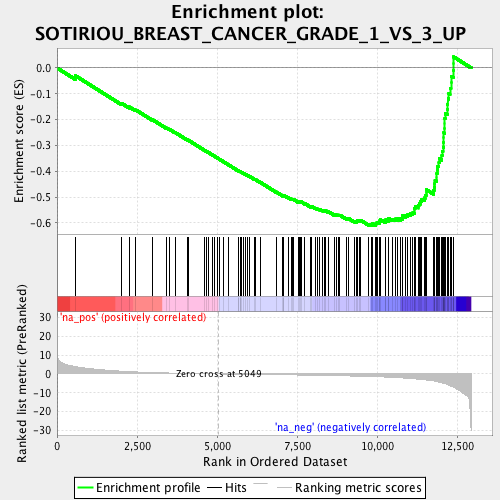 Enrichment plot:
SOTIRIOU_BREAST_CANCER_GRADE_1_VS_3_UP
Enrichment score (ES)
0.0
-0.1
-0.2
-0.3
-0.4
-0.5
-0.6
'na_pos' (positively correlated)
Ranked list metric (PreRanked)
30
20
10
0
-10
-20
-30
Zero cross at 5049
'na_neg' (negatively correlated)
0
2,500
5,000
7,500
10,000
12,500
Rank in Ordered Dataset
Enrichment profile
Hits
Ranking metric scores